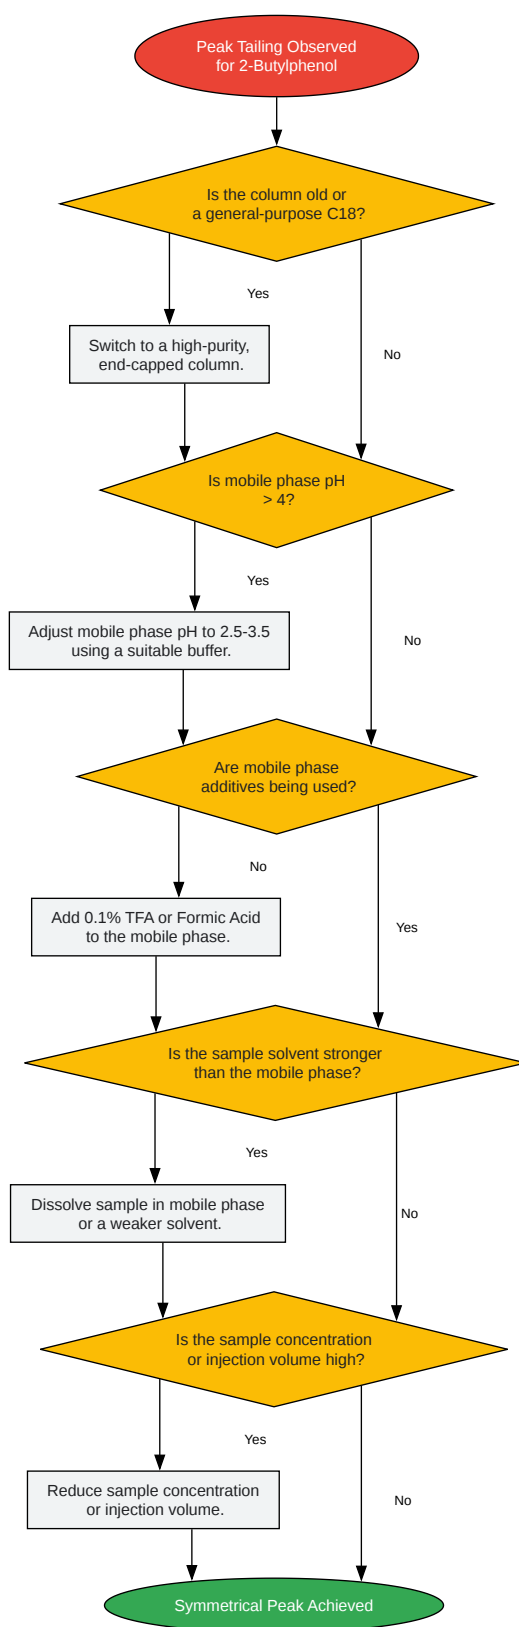 Peak Tailing Observed
for 2-Butylphenol
Is the column old or
a general-purpose C18?
Yes
Switch to a high-purity,
end-capped column.
No
Is mobile phase pH
> 4?
Yes
Adjust mobile phase pH to 2.5-3.5
using a suitable buffer.
No
Are mobile phase
additives being used?
No
Add 0.1% TFA or Formic Acid
to the mobile phase.
Yes
Is the sample solvent stronger
than the mobile phase?
Yes
Dissolve sample in mobile phase
or a weaker solvent.
No
Is the sample concentration
or injection volume high?
Yes
Reduce sample concentration
or injection volume.
No
Symmetrical Peak Achieved